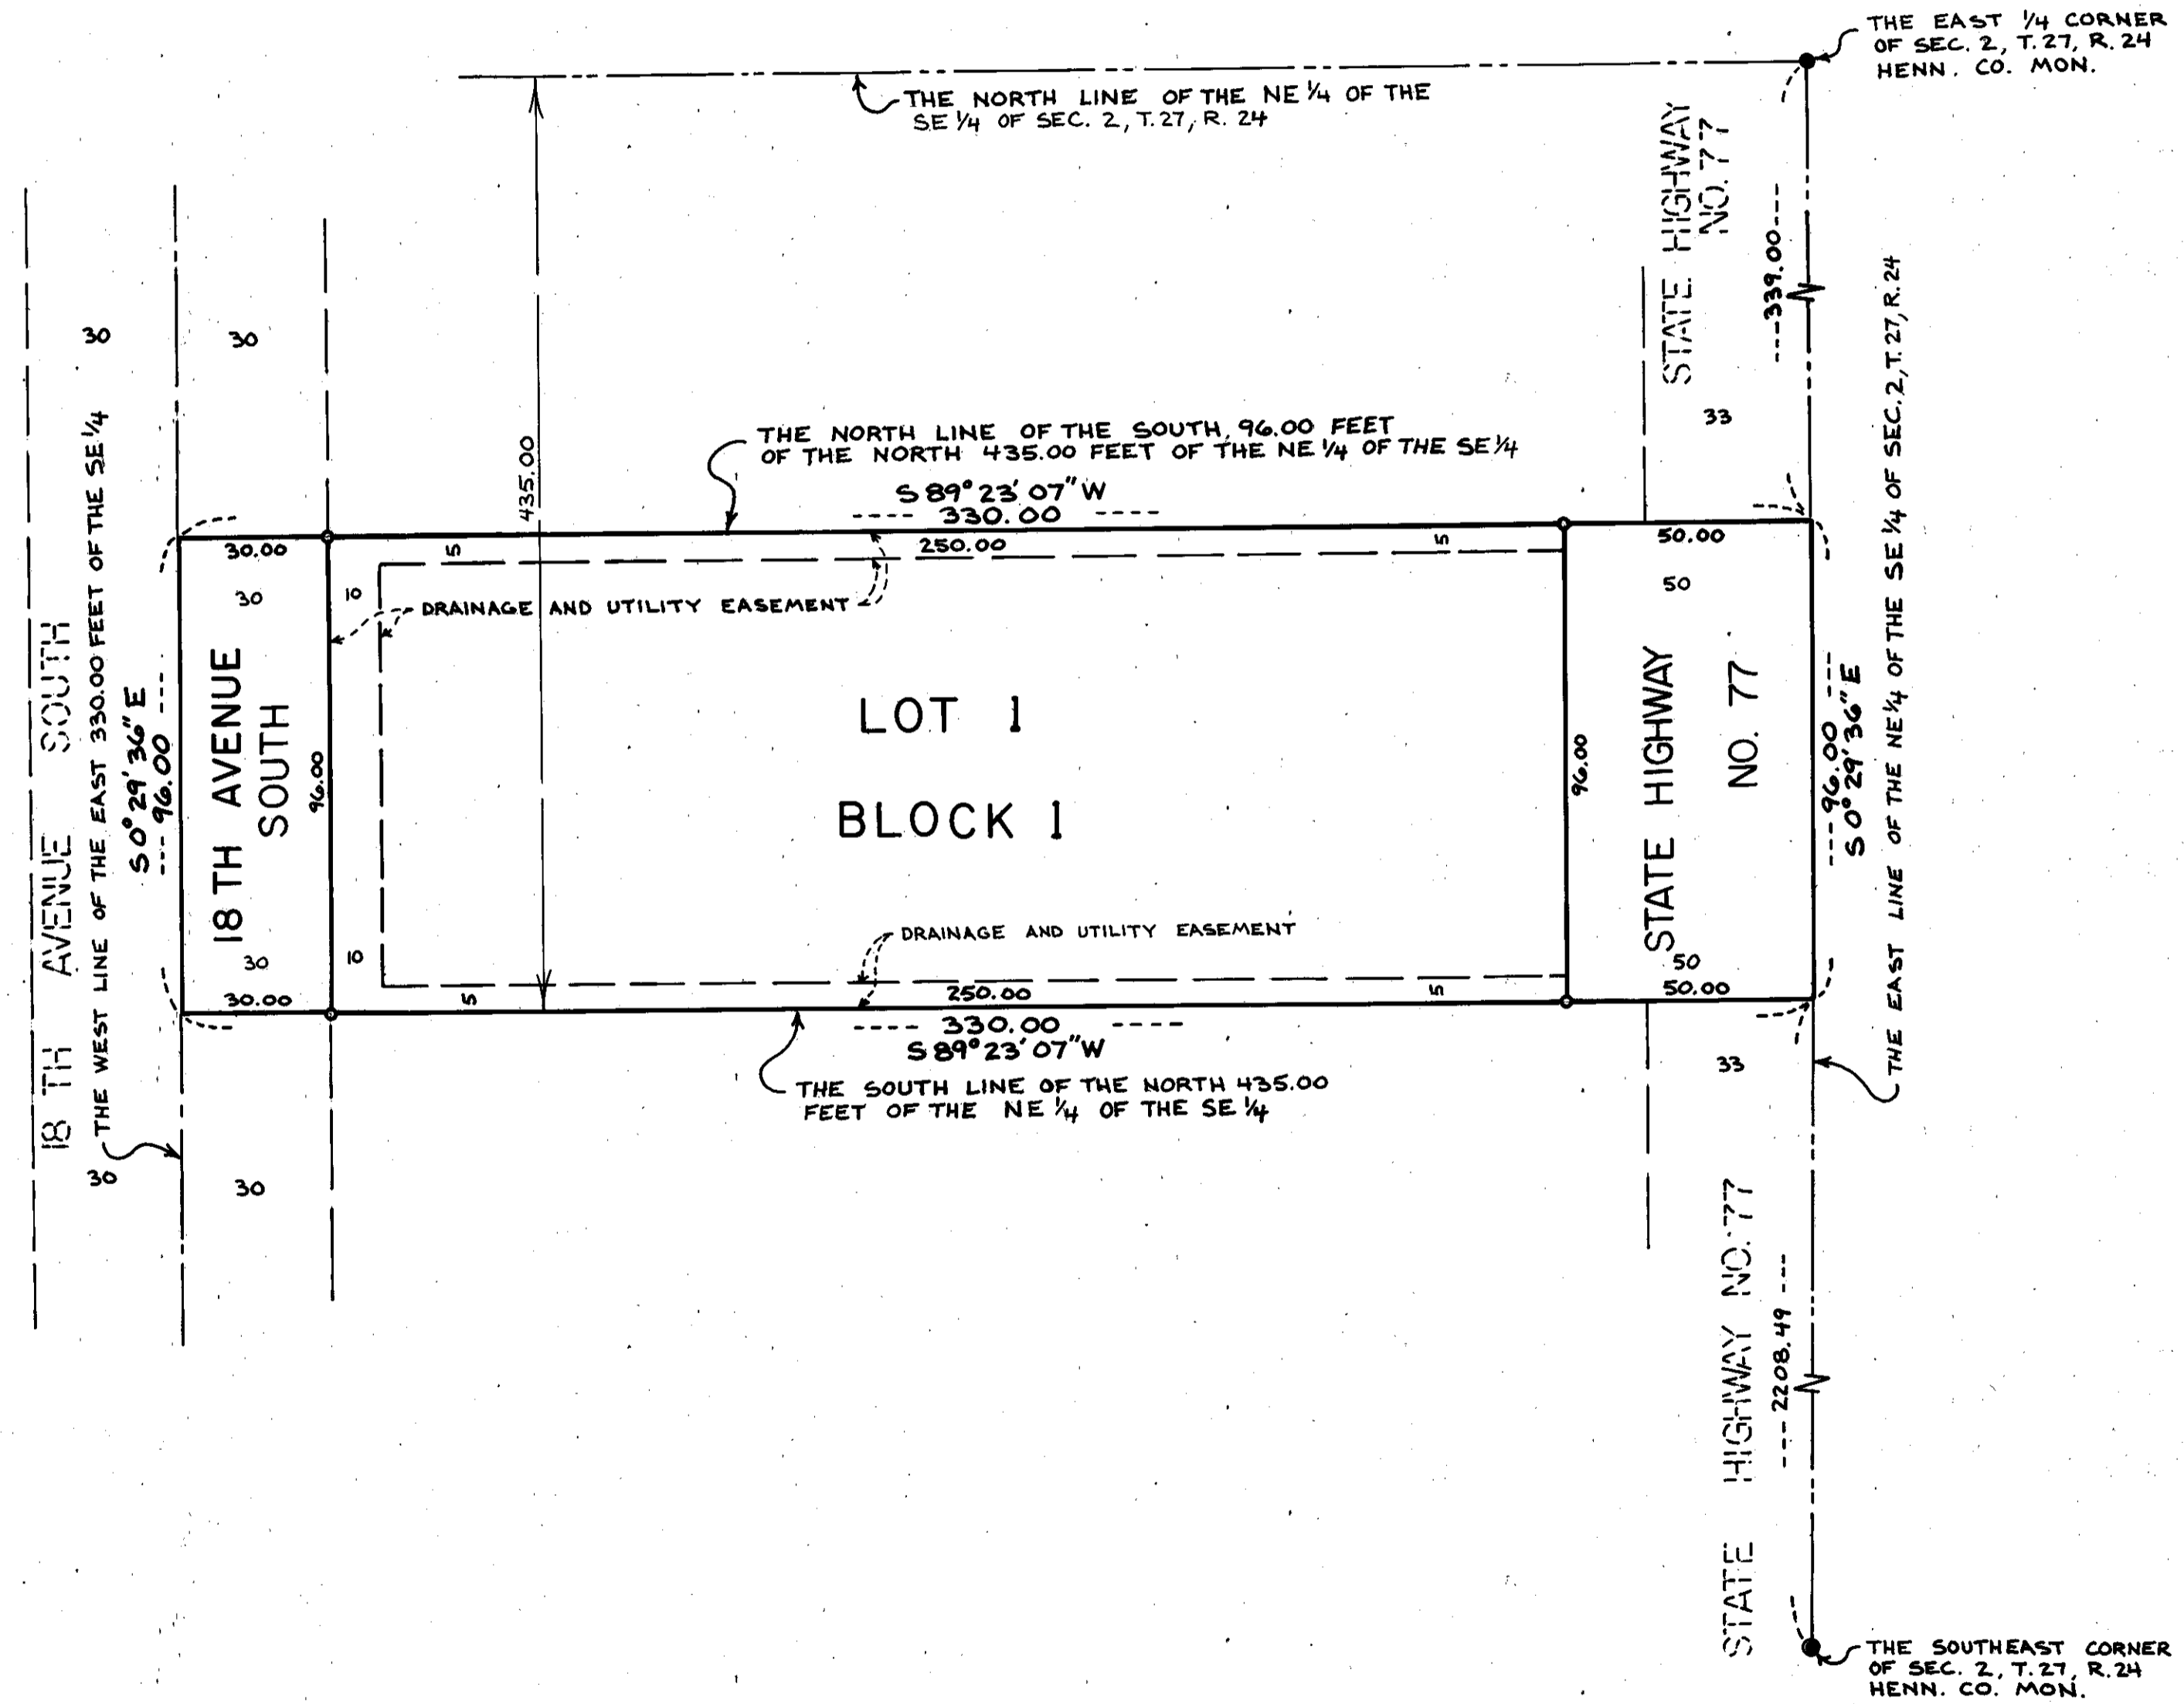 THE EAST 1/4 CORNER
OF SEC. 2, T.27, R.24
HENN. CO. MON.
THE NORTH LINE OF THE NE 1/4 OF THE
SE 1/4 OF SEC. 2, T.27, R. 24
STATE HIGHWAY
NO. 77
---339.00---
30
30
33
435.00
THE NORTH LINE OF THE SOUTH 96.00 FEET
OF THE NORTH 435.00 FEET OF THE NE 1/4 OF THE SE 1/4
S 89° 23' 07" W
---- 330.00 ----
30.00
15
250.00
15
50.00
30
10
DRAINAGE AND UTILITY EASEMENT
50
18 TH AVENUE SOUTH
THE WEST LINE OF THE EAST 330.00 FEET OF THE SE 1/4
S 0° 29' 36" E
--- 96.00 ---
18 TH AVENUE
SOUTH
96.00
LOT 1
BLOCK 1
96.00
STATE HIGHWAY
NO. 77
---96.00---
S 0° 29' 36" E
THE EAST LINE OF THE NE 1/4 OF THE SE 1/4 OF SEC. 2, T. 27, R. 24
DRAINAGE AND UTILITY EASEMENT
30
10
50
30.00
5
250.00
5
50.00
---- 330.00 ----
S 89° 23' 07" W
THE SOUTH LINE OF THE NORTH 435.00
FEET OF THE NE 1/4 OF THE SE 1/4
33
30
30
STATE HIGHWAY NO. 77
--- 2208.49 ---
THE SOUTHEAST CORNER
OF SEC. 2, T.27, R.24
HENN. CO. MON.